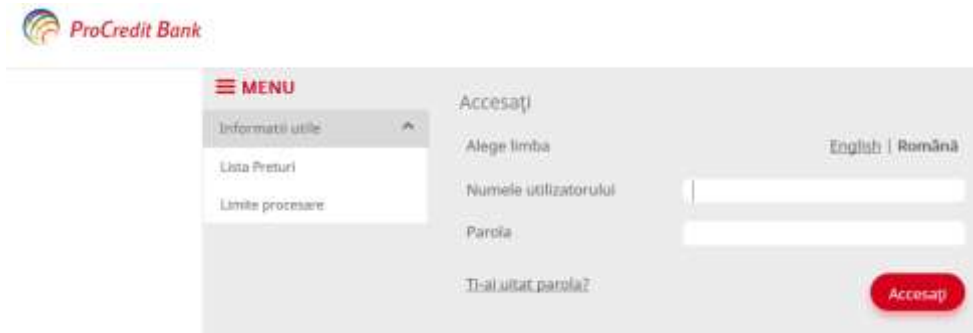 ProCredit Bank
MENU
Informatii utile
Lista Preturi
Limite procesare
Accesați
Alege limba
English | Română
Numele utilizatorului
Parola
Ti-ai uitat parola?
Accesați